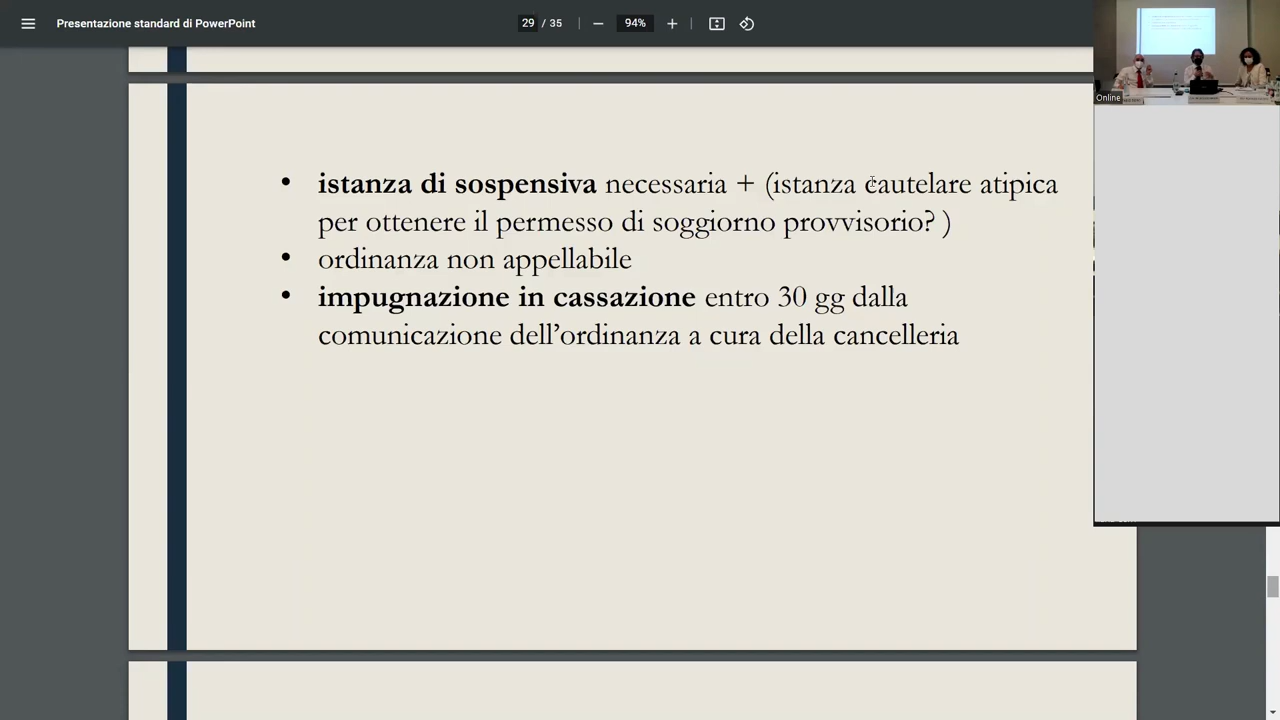 Presentazione standard di PowerPoint
29 / 35
94%
Online
• istanza di sospensiva necessaria + (istanza cautelare atipica
per ottenere il permesso di soggiorno provvisorio? )
• ordinanza non appellabile
• impugnazione in cassazione entro 30 gg dalla
comunicazione dell’ordinanza a cura della cancelleria